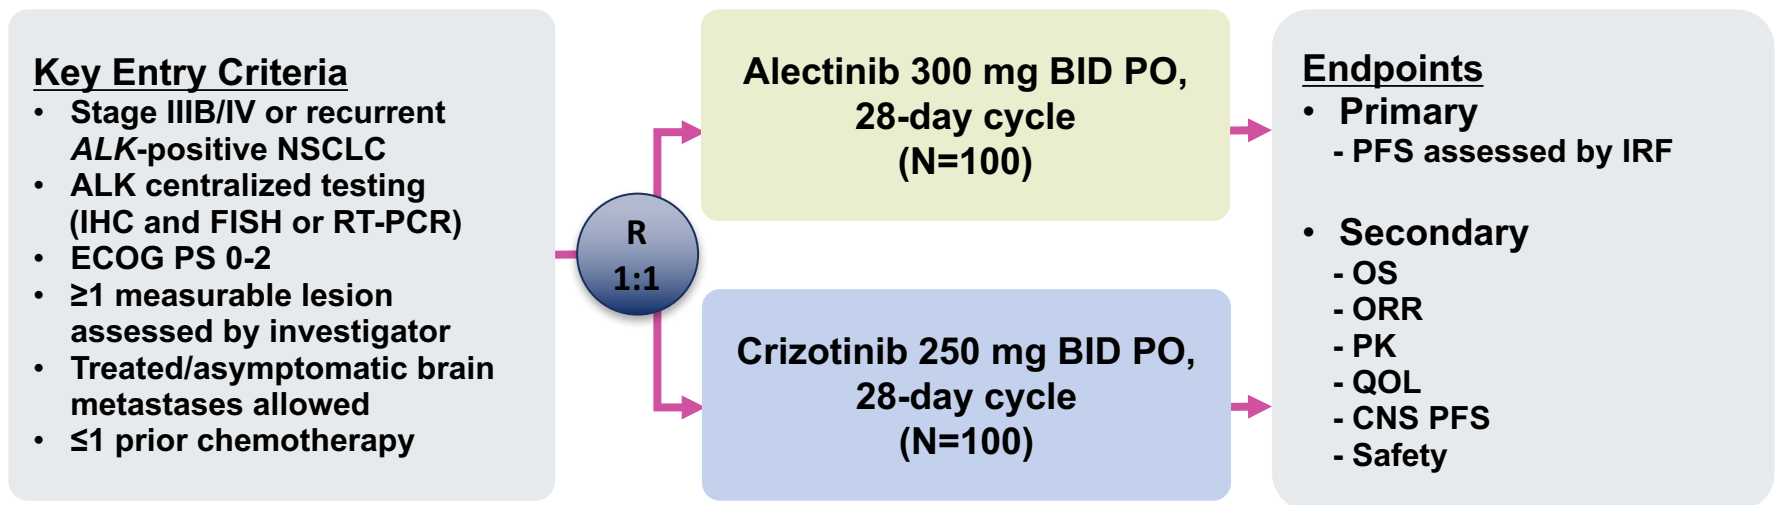 Key Entry Criteria
• Stage IIIB/IV or recurrent
ALK-positive NSCLC
• ALK centralized testing
(IHC and FISH or RT-PCR)
• ECOG PS 0-2
• ≥1 measurable lesion
assessed by investigator
• Treated/asymptomatic brain
metastases allowed
• ≤1 prior chemotherapy
R
1:1
Alectinib 300 mg BID PO,
28-day cycle
(N=100)
Crizotinib 250 mg BID PO,
28-day cycle
(N=100)
Endpoints
• Primary
- PFS assessed by IRF
• Secondary
- OS
- ORR
- PK
- QOL
- CNS PFS
- Safety